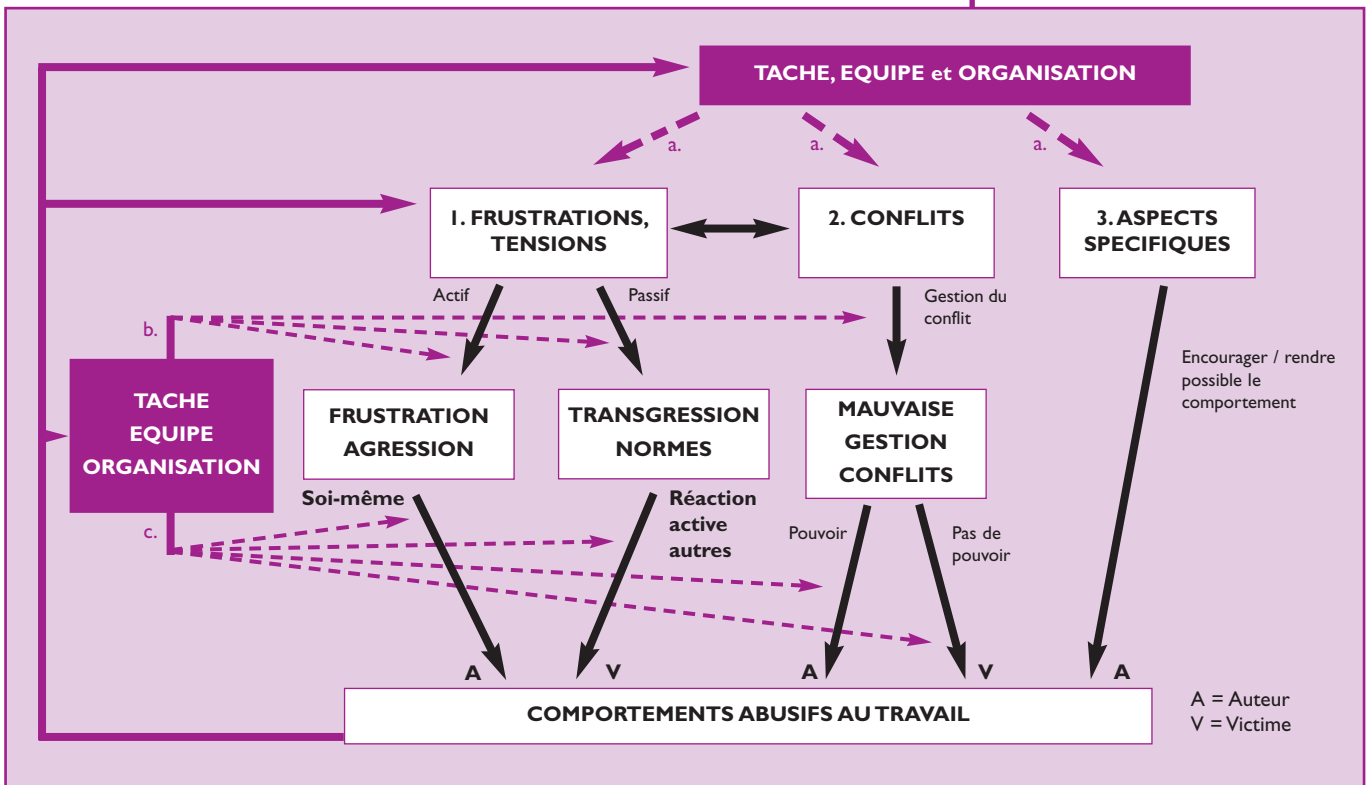 TACHE, EQUIPE et ORGANISATION
a.
a.
a.
1. FRUSTRATIONS,
TENSIONS
2. CONFLITS
3. ASPECTS
SPECIFIQUES
Actif
Passif
Gestion du
conflit
b.
Encourager / rendre
possible le
comportement
TACHE
EQUIPE
ORGANISATION
FRUSTRATION
AGRESSION
TRANSGRESSION
NORMES
MAUVAISE
GESTION
CONFLITS
Soi-même
Réaction
active
autres
c.
Pouvoir
Pas de
pouvoir
A
V
A
V
A
COMPORTEMENTS ABUSIFS AU TRAVAIL
A = Auteur
V = Victime